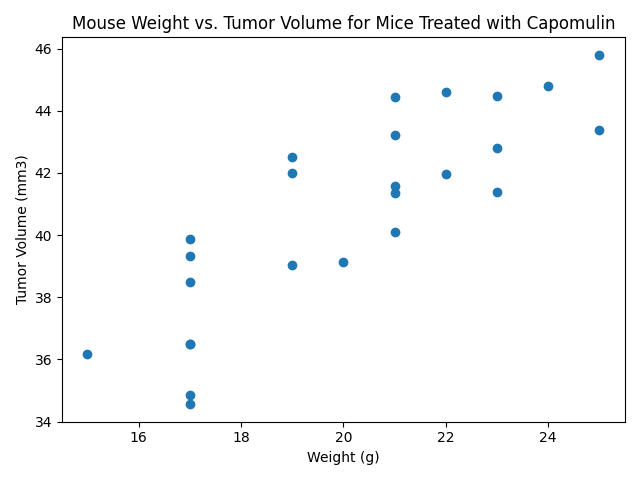 Mouse Weight vs. Tumor Volume for Mice Treated with Capomulin
46
44
42
40
38
36
34
Tumor Volume (mm3)
16 18 20 22 24
Weight (g)